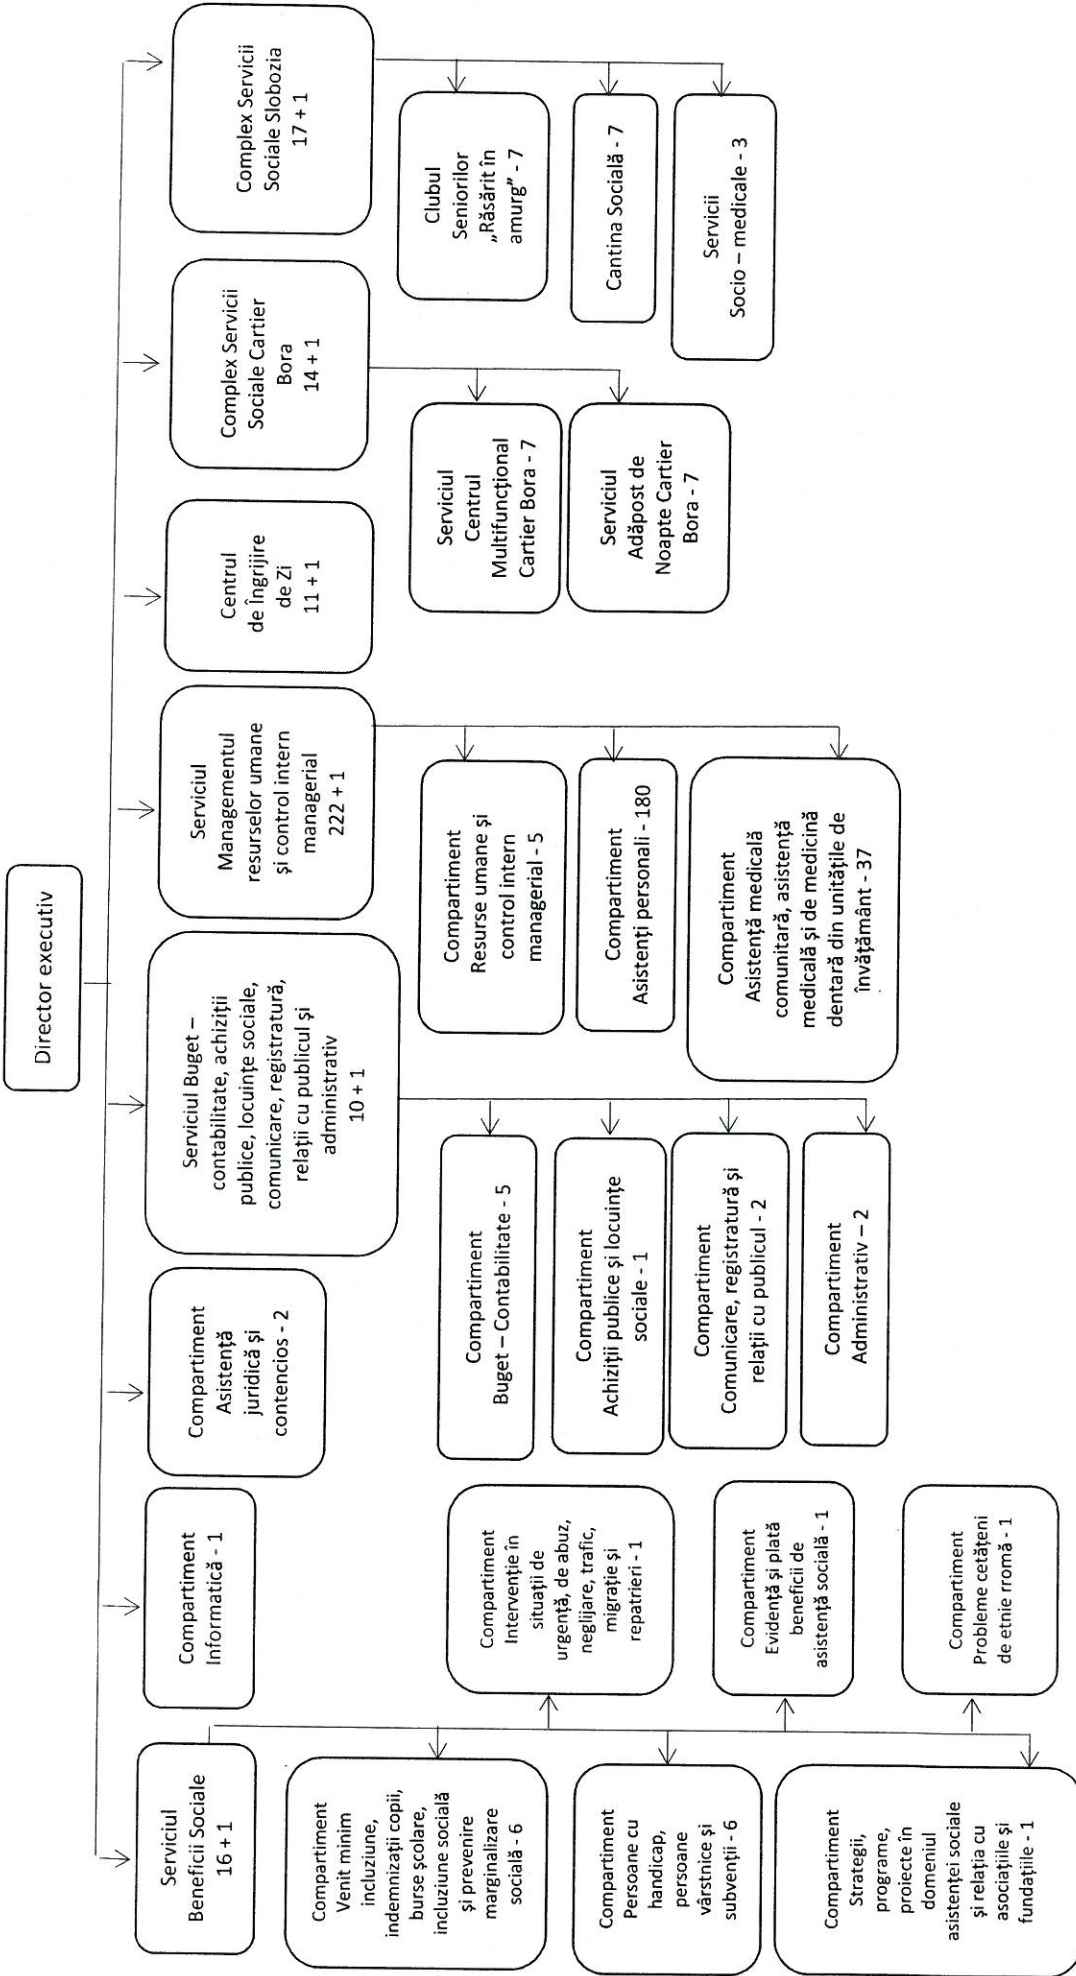 Director executiv
Serviciul
Beneficii Sociale
16 + 1
Compartiment
Informatică - 1
Compartiment
Asistență
juridică și
contencios - 2
Serviciul Buget –
contabilitate, achiziții
publice, locuințe sociale,
comunicare, registratură,
relații cu publicul și
administrativ
10 + 1
Serviciul
Managementul
resurselor umane
și control intern
managerial
222 + 1
Centrul
de Îngrijire
de Zi
11 + 1
Complex Servicii
Sociale Cartier
Bora
14 + 1
Complex Servicii
Sociale Slobozia
17 + 1
Compartiment
Venit minim
incluziune,
indemnizații copii,
burse școlare,
incluziune socială
și prevenire
marginalizare
socială - 6
Compartiment
Persoane cu
handicap,
persoane
vârstnice și
subvenții - 6
Compartiment
Strategii,
programe,
proiecte în
domeniul
asistenței sociale
și relația cu
asociațiile și
fundațiile - 1
Compartiment
Intervenție în
situații de
urgență, de abuz,
neglijare, trafic,
migrație și
repatrieri - 1
Compartiment
Evidență și plată
beneficii de
asistență socială - 1
Compartiment
Probleme cetățeni
de etnie rromă - 1
Compartiment
Buget – Contabilitate - 5
Compartiment
Achiziții publice și locuințe
sociale - 1
Compartiment
Comunicare, registratură și
relații cu publicul - 2
Compartiment
Administrativ – 2
Compartiment
Resurse umane și
control intern
managerial - 5
Compartiment
Asistenți personali - 180
Compartiment
Asistență medicală
comunitară, asistență
medicală și de medicină
dentară din unitățile de
învățământ - 37
Serviciul
Centrul
Multifuncțional
Cartier Bora - 7
Serviciul
Adăpost de
Noapte Cartier
Bora - 7
Clubul
Seniorilor
„Răsărit în
amurg” - 7
Cantina Socială - 7
Servicii
Socio – medicale - 3